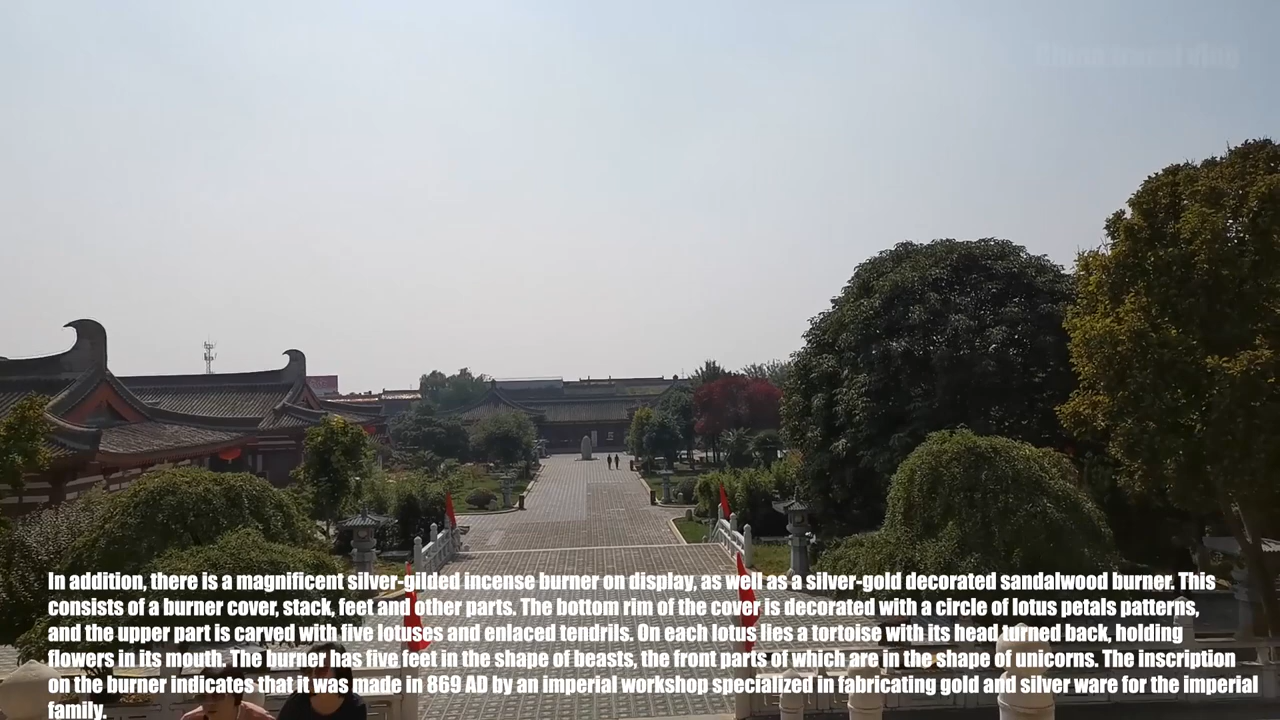 China travel vlog
In addition, there is a magnificent silver-gilded incense burner on display, as well as a silver-gold decorated sandalwood burner. This
consists of a burner cover, stack, feet and other parts. The bottom rim of the cover is decorated with a circle of lotus petals patterns,
and the upper part is carved with five lotuses and enlaced tendrils. On each lotus lies a tortoise with its head turned back, holding
flowers in its mouth. The burner has five feet in the shape of beasts, the front parts of which are in the shape of unicorns. The inscription
on the burner indicates that it was made in 869 AD by an imperial workshop specialized in fabricating gold and silver ware for the imperial
family.